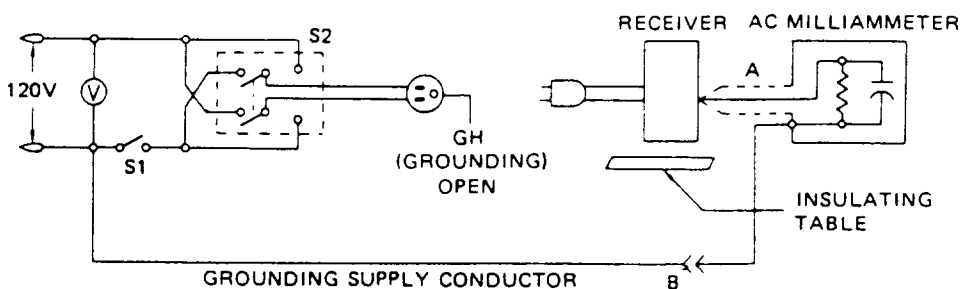 RECEIVER AC MILLIAMMETER
S2
A
120V
V
S1
GH
(GROUNDING)
OPEN
INSULATING
TABLE
GROUNDING SUPPLY CONDUCTOR
B